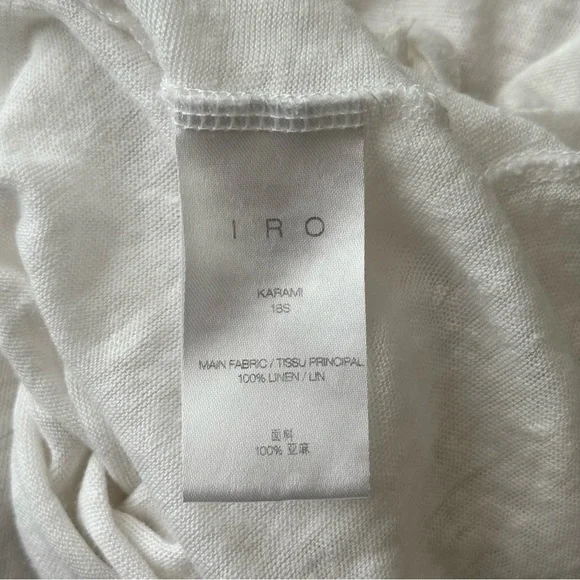 IRO
KARAMI
18S
MAIN FABRIC / TISSU PRINCIPAL
100% LINEN / LIN
面料
100% 亚麻